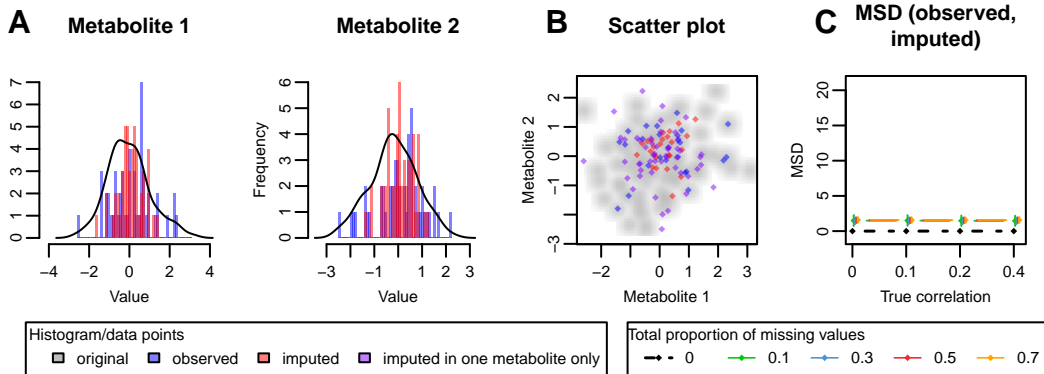 A
Metabolite 1
Metabolite 2
B
Scatter plot
C
MSD (observed,
imputed)
0 1 2 3 4 5 6 7
−4 −2 0 2 4
Value
Frequency
0 1 2 3 4 5 6
−3 −1 1 3
Value
Metabolite 2
−3 −1 0 1 2
−2 0 1 2 3
Metabolite 1
MSD
0 5 10 15 20
0 0.1 0.2 0.4
True correlation
Histogram/data points
original observed imputed imputed in one metabolite only
Total proportion of missing values
0 0.1 0.3 0.5 0.7